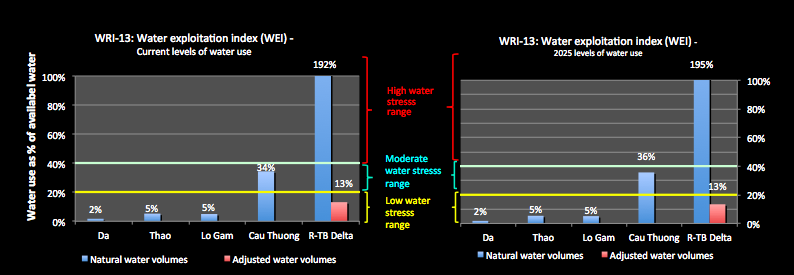 WRI-13: Water exploitation index (WEI) -
Current levels of water use
192%
Water use as % of availabel water
100%
80%
60%
40%
20%
0%
2%
5%
5%
34%
13%
Da
Thao
Lo Gam
Cau Thuong
R-TB Delta
Natural water volumes
Adjusted water volumes
High water
stresss
range
Moderate
water stresss
range
Low water
stresss
range
WRI-13: Water exploitation index (WEI) -
2025 levels of water use
195%
100%
80%
60%
40%
20%
0%
2%
5%
5%
36%
13%
Da
Thao
Lo Gam
Cau Thuong
R-TB Delta
Natural water volumes
Adjusted water volumes